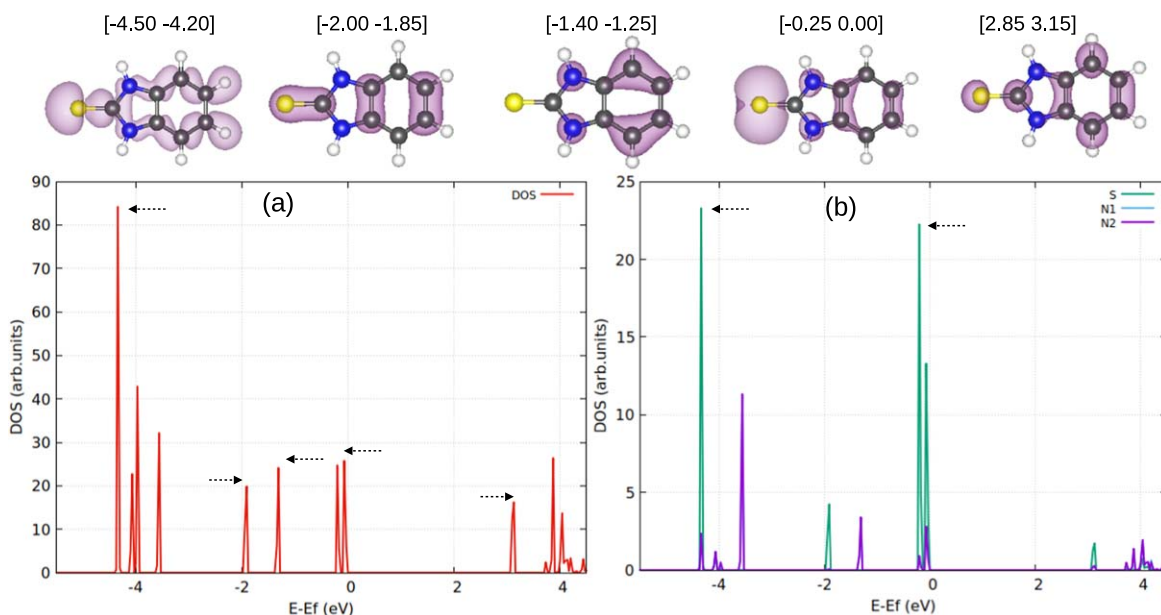 [-4.50 -4.20] [-2.00 -1.85] [-1.40 -1.25] [-0.25 0.00] [2.85 3.15]
(a)
DOS
90
80
70
60
50
40
30
20
10
0
DOS (arb.units)
-4 -2 0 2 4
E-Ef (eV)
(b)
S
N1
N2
25
20
15
10
5
0
DOS (arb.units)
-4 -2 0 2 4
E-Ef (eV)